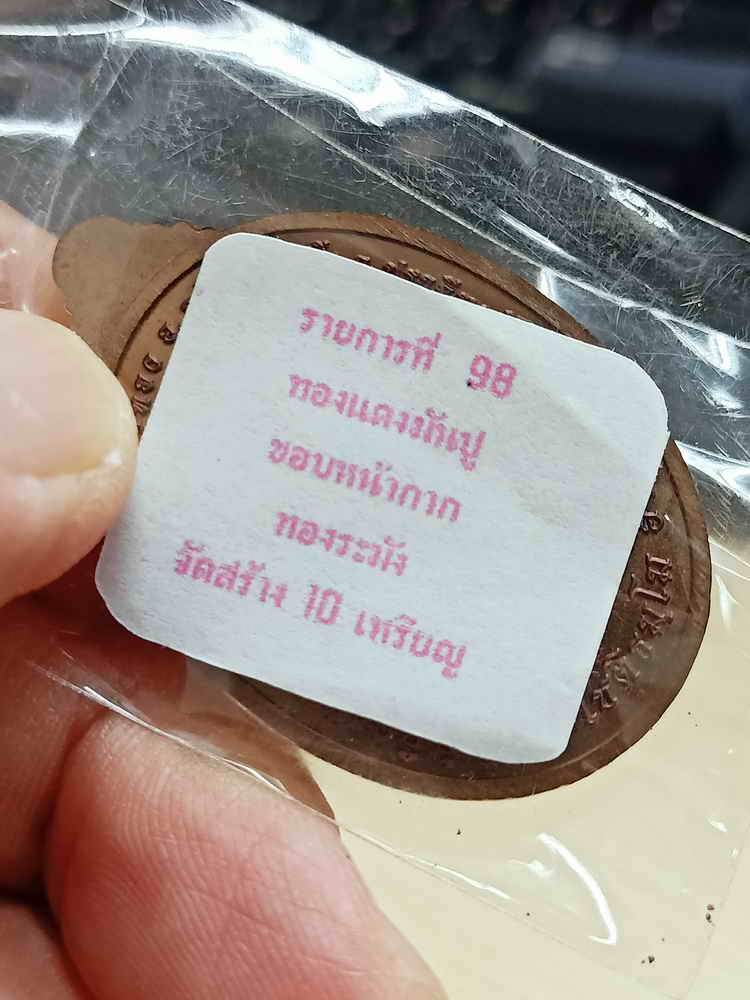 รายการที่ 98
ทองแดงมันปู
ขอบหน้ากาก
ทองระฆัง
จัดสร้าง 10 เหรียญ